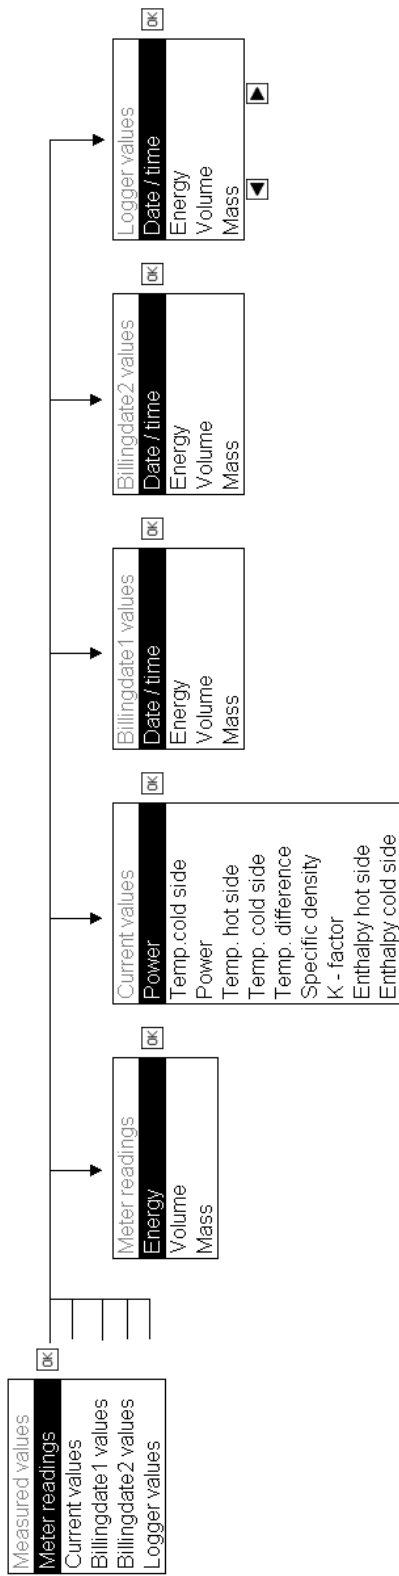 Measured values
Meter readings
OK
Current values
Billingdate1 values
Billingdate2 values
Logger values
Meter readings
Energy
OK
Volume
Mass
Current values
Power
OK
Temp.cold side
Power
Temp. hot side
Temp. cold side
Temp. difference
Specific density
K - factor
Enthalpy hot side
Enthalpy cold side
Billingdate1 values
Date / time
OK
Energy
Volume
Mass
Billingdate2 values
Date / time
OK
Energy
Volume
Mass
Logger values
Date / time
OK
Energy
Volume
Mass